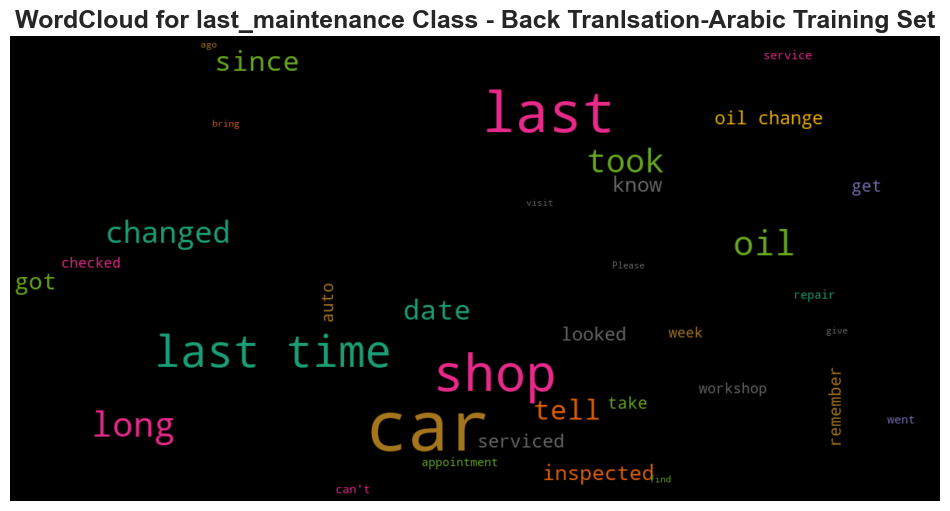 WordCloud for last_maintenance Class - Back Tranlsation-Arabic Training Set
ago
since
service
last
oil change
bring
took
know
get
visit
changed
oil
checked
Please
got
auto
repair
date
looked
week
give
last time
shop
workshop
remember
take
tell
long
car
went
serviced
appointment
inspected
find
can't